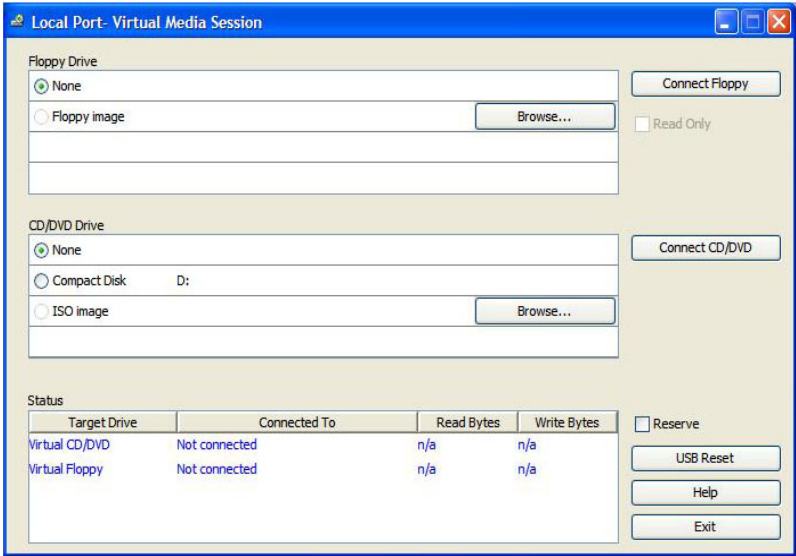 Local Port- Virtual Media Session
Floppy Drive
None
Connect Floppy
Floppy image
Browse...
Read Only
CD/DVD Drive
None
Connect CD/DVD
Compact Disk D:
ISO image
Browse...
Status
Target Drive Connected To Read Bytes Write Bytes
Reserve
Virtual CD/DVD Not connected n/a n/a
Virtual Floppy Not connected n/a n/a
USB Reset
Help
Exit